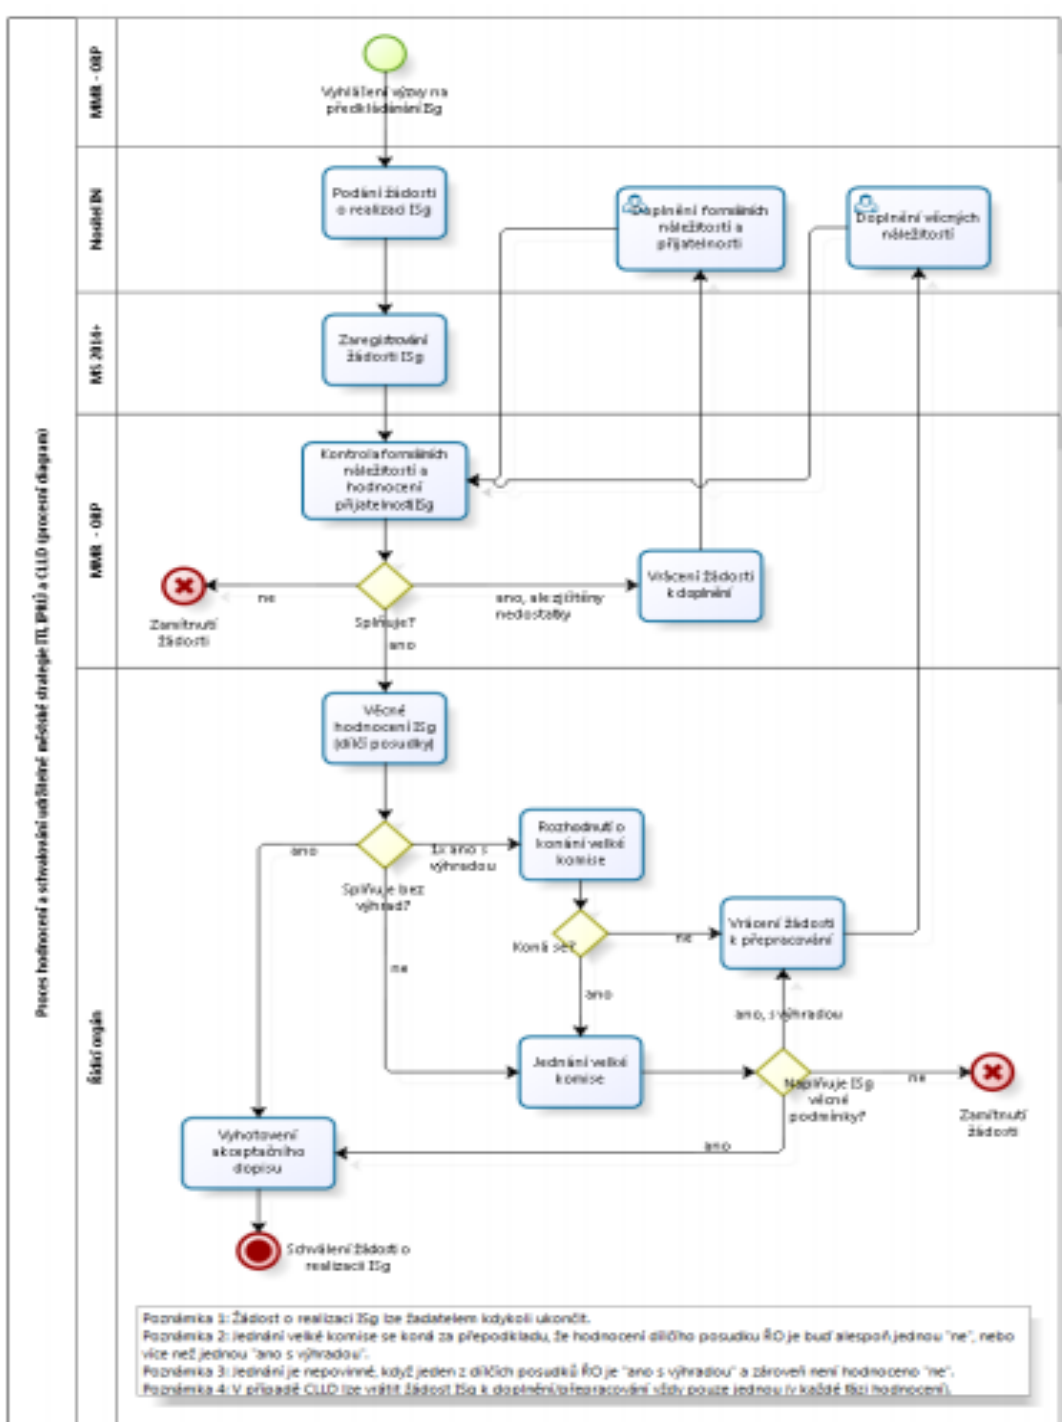 Proces hodnocení a schvalování udržitelné městské strategie ITI, IPRÚ a CLLD (procesní diagram)
MMR - ORP
Vyhlášení výzvy na
předkládání ISg
Nositel IN
Podání žádosti
o realizaci ISg
Doplnění formálních
náležitostí a
přijatelnosti
Doplnění věcných
náležitostí
MS 2014+
Zaregistrování
žádosti ISg
MMR - ORP
Kontrola formálních
náležitostí a
hodnocení
přijatelnosti ISg
ne
Zamítnutí
žádosti
Splňuje?
ano
ano, ale zjištěny
nedostatky
Vrácení žádosti
k doplnění
Řídicí orgán
Věcné
hodnocení ISg
(dílčí posudky)
ano
Splňuje bez
výhrad?
1x ano s
výhradou
ne
Rozhodnutí o
konání velké
komise
Koná se?
ne
ano
Vrácení žádosti
k přepracování
ano, s výhradou
Jednání velké
komise
Naplňuje ISg
věcné
podmínky?
ne
Zamítnutí
žádosti
ano
Vyhotovení
akceptačního
dopisu
Schválení žádosti o
realizaci ISg
Poznámka 1: Žádost o realizaci ISg lze žadatelem kdykoli ukončit.
Poznámka 2: Jednání velké komise se koná za přepodkladu, že hodnocení dílčího posudku ŘO je buď alespoň jednou "ne", nebo
více než jednou "ano s výhradou".
Poznámka 3: Jednání je nepovinné, když jeden z dílčích posudků ŘO je "ano s výhradou" a zároveň není hodnoceno "ne".
Poznámka 4: V případě CLLD lze vrátit žádost ISg k doplnění/přepracování vždy pouze jednou (v každé fázi hodnocení).